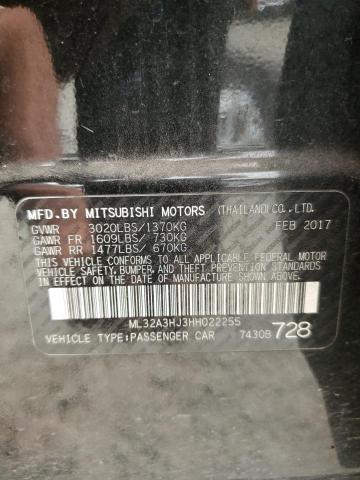 MFD.BY MITSUBISHI MOTORS (THAILAND)CO.,LTD.
GVWR 3020LBS/1370KG FEB 2017
GAWR FR 1609LBS/ 730KG
GAWR RR 1477LBS/ 670KG
THIS VEHICLE CONFORMS TO ALL APPLICABLE FEDERAL MOTOR
VEHICLE SAFETY, BUMPER, AND THEFT PREVENTION STANDARDS
IN EFFECT ON THE DATE OF MANUFACTURE SHOWN ABOVE.
ML32A3HJ3HH022255
VEHICLE TYPE:PASSENGER CAR 7430B 728